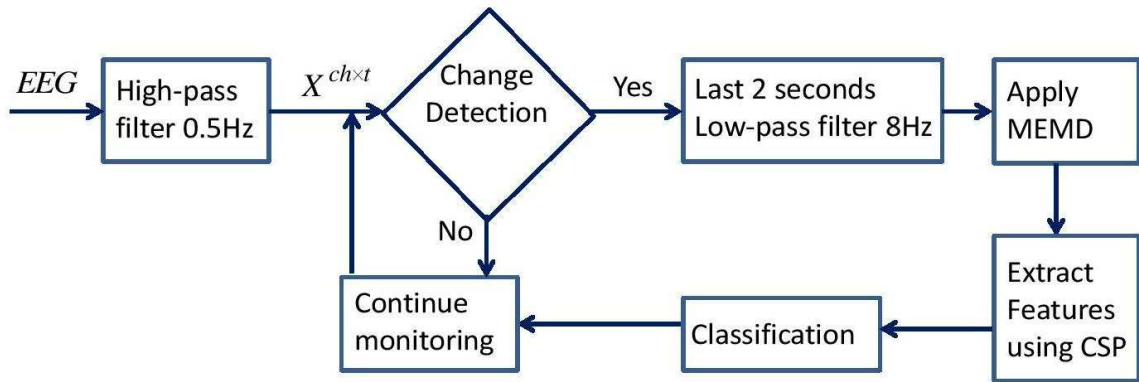 EEG
High-pass
filter 0.5Hz
X^{ch×t}
Change
Detection
Yes
Last 2 seconds
Low-pass filter 8Hz
Apply
MEMD
No
Continue
monitoring
Classification
Extract
Features
using CSP